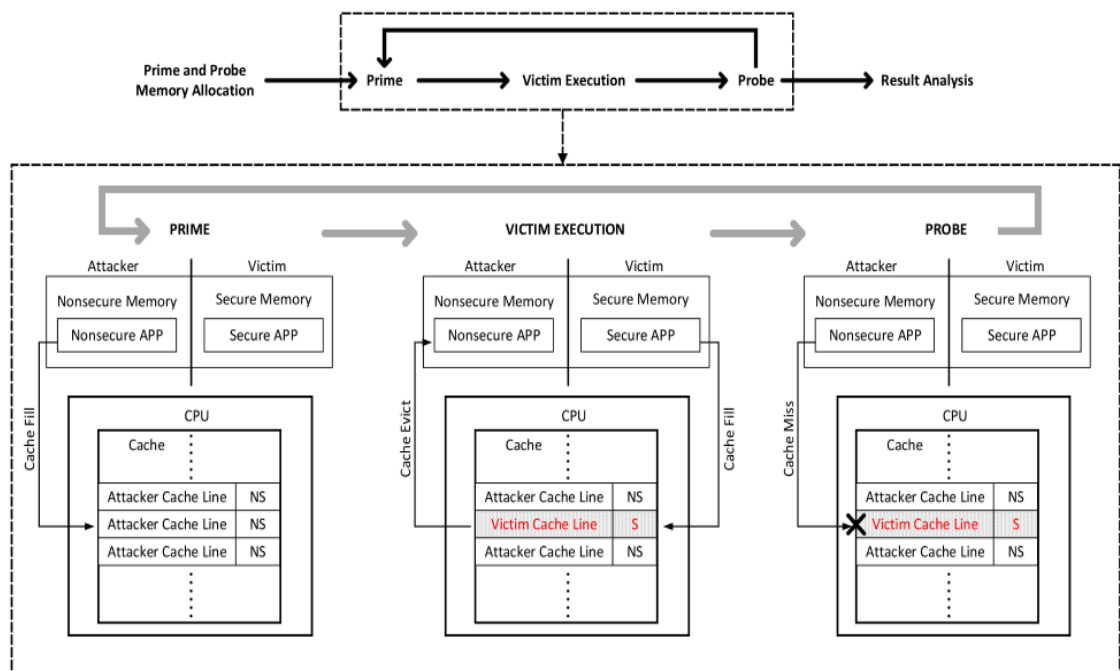 Prime and Probe
Memory Allocation
Prime
Victim Execution
Probe
Result Analysis
PRIME
VICTIM EXECUTION
PROBE
Attacker
Victim
Nonsecure Memory
Secure Memory
Nonsecure APP
Secure APP
Cache Fill
CPU
Cache
Attacker Cache Line NS
Attacker Cache Line NS
Attacker Cache Line NS
Attacker
Victim
Nonsecure Memory
Secure Memory
Nonsecure APP
Secure APP
Cache Evict
Cache Fill
CPU
Cache
Attacker Cache Line NS
Victim Cache Line S
Attacker Cache Line NS
Attacker
Victim
Nonsecure Memory
Secure Memory
Nonsecure APP
Secure APP
Cache Miss
CPU
Cache
Attacker Cache Line NS
Victim Cache Line S
Attacker Cache Line NS